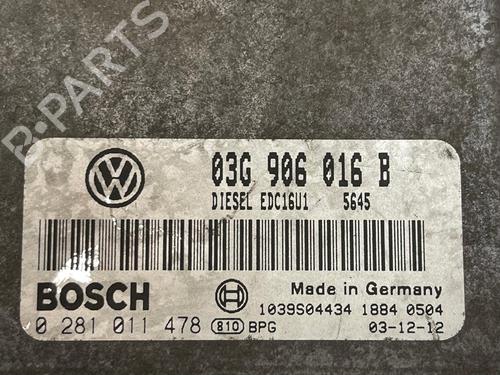 B-PARTS
03G 906 016 B
DIESEL EDC16U1 5645
BOSCH
Made in Germany
1039S04434 1884 0504
0 281 011 478 810 BPG 03-12-12